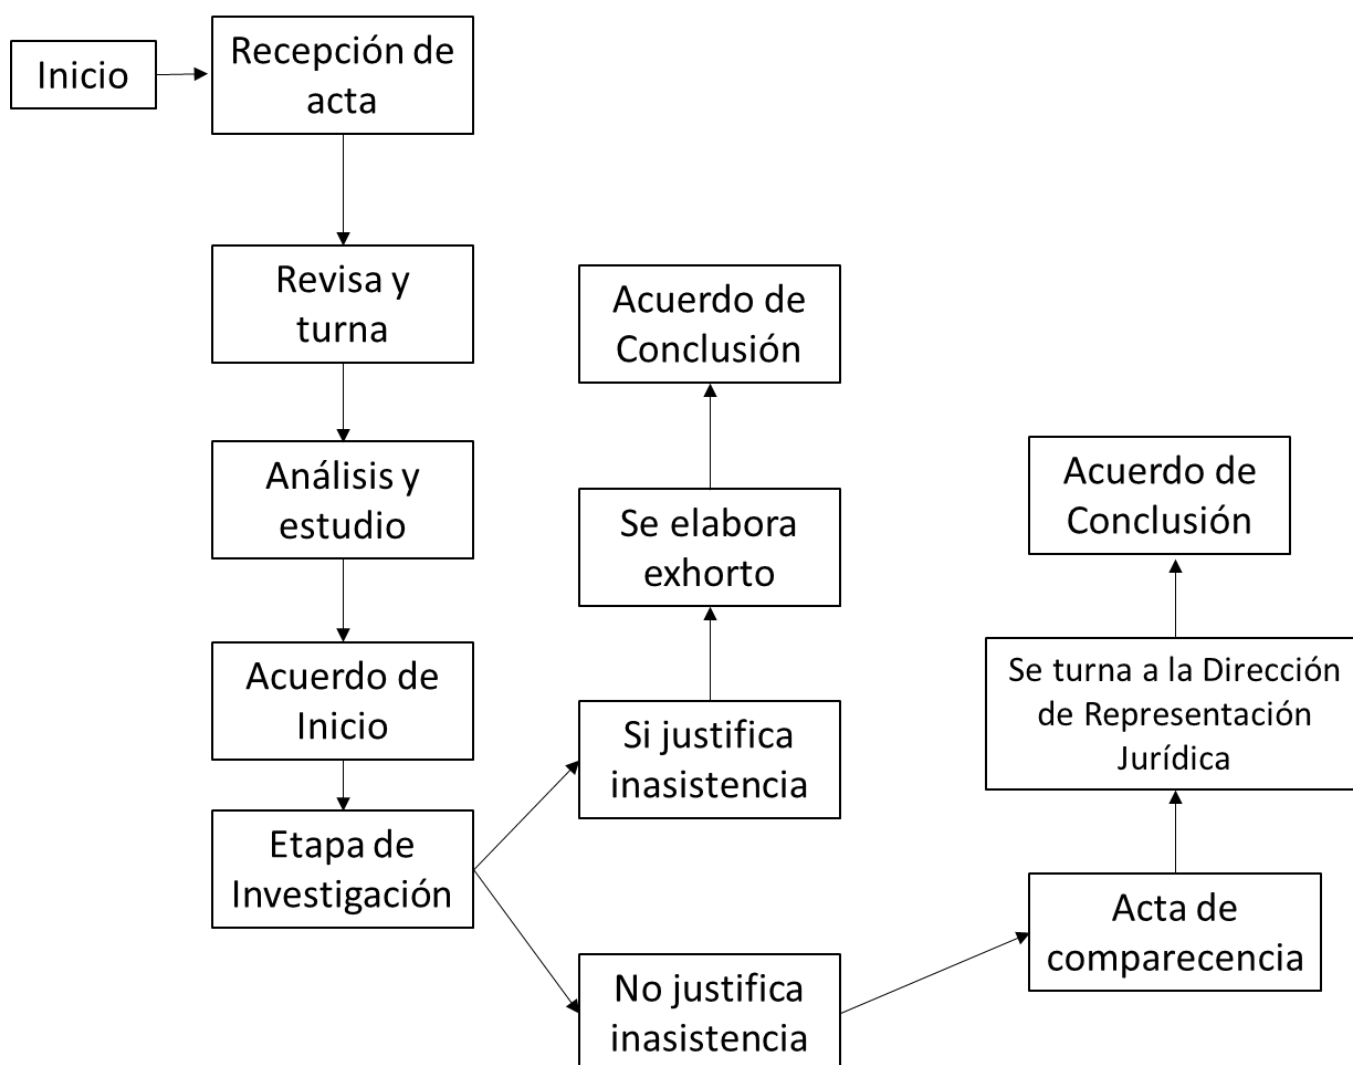 Inicio
Recepción de
acta
Revisa y
turna
Análisis y
estudio
Acuerdo de
Inicio
Etapa de
Investigación
Acuerdo de
Conclusión
Se elabora
exhorto
Si justifica
inasistencia
No justifica
inasistencia
Acuerdo de
Conclusión
Se turna a la Dirección
de Representación
Jurídica
Acta de
comparecencia